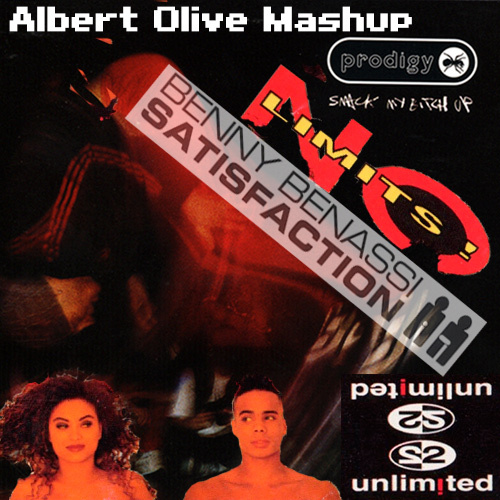 Albert Olive Mashup
prodigy
SMACK MY BITCH UP
NO
LIMITS !
BENNY BENASSI
SATISFACTION
unlimited
2
2
unlimited